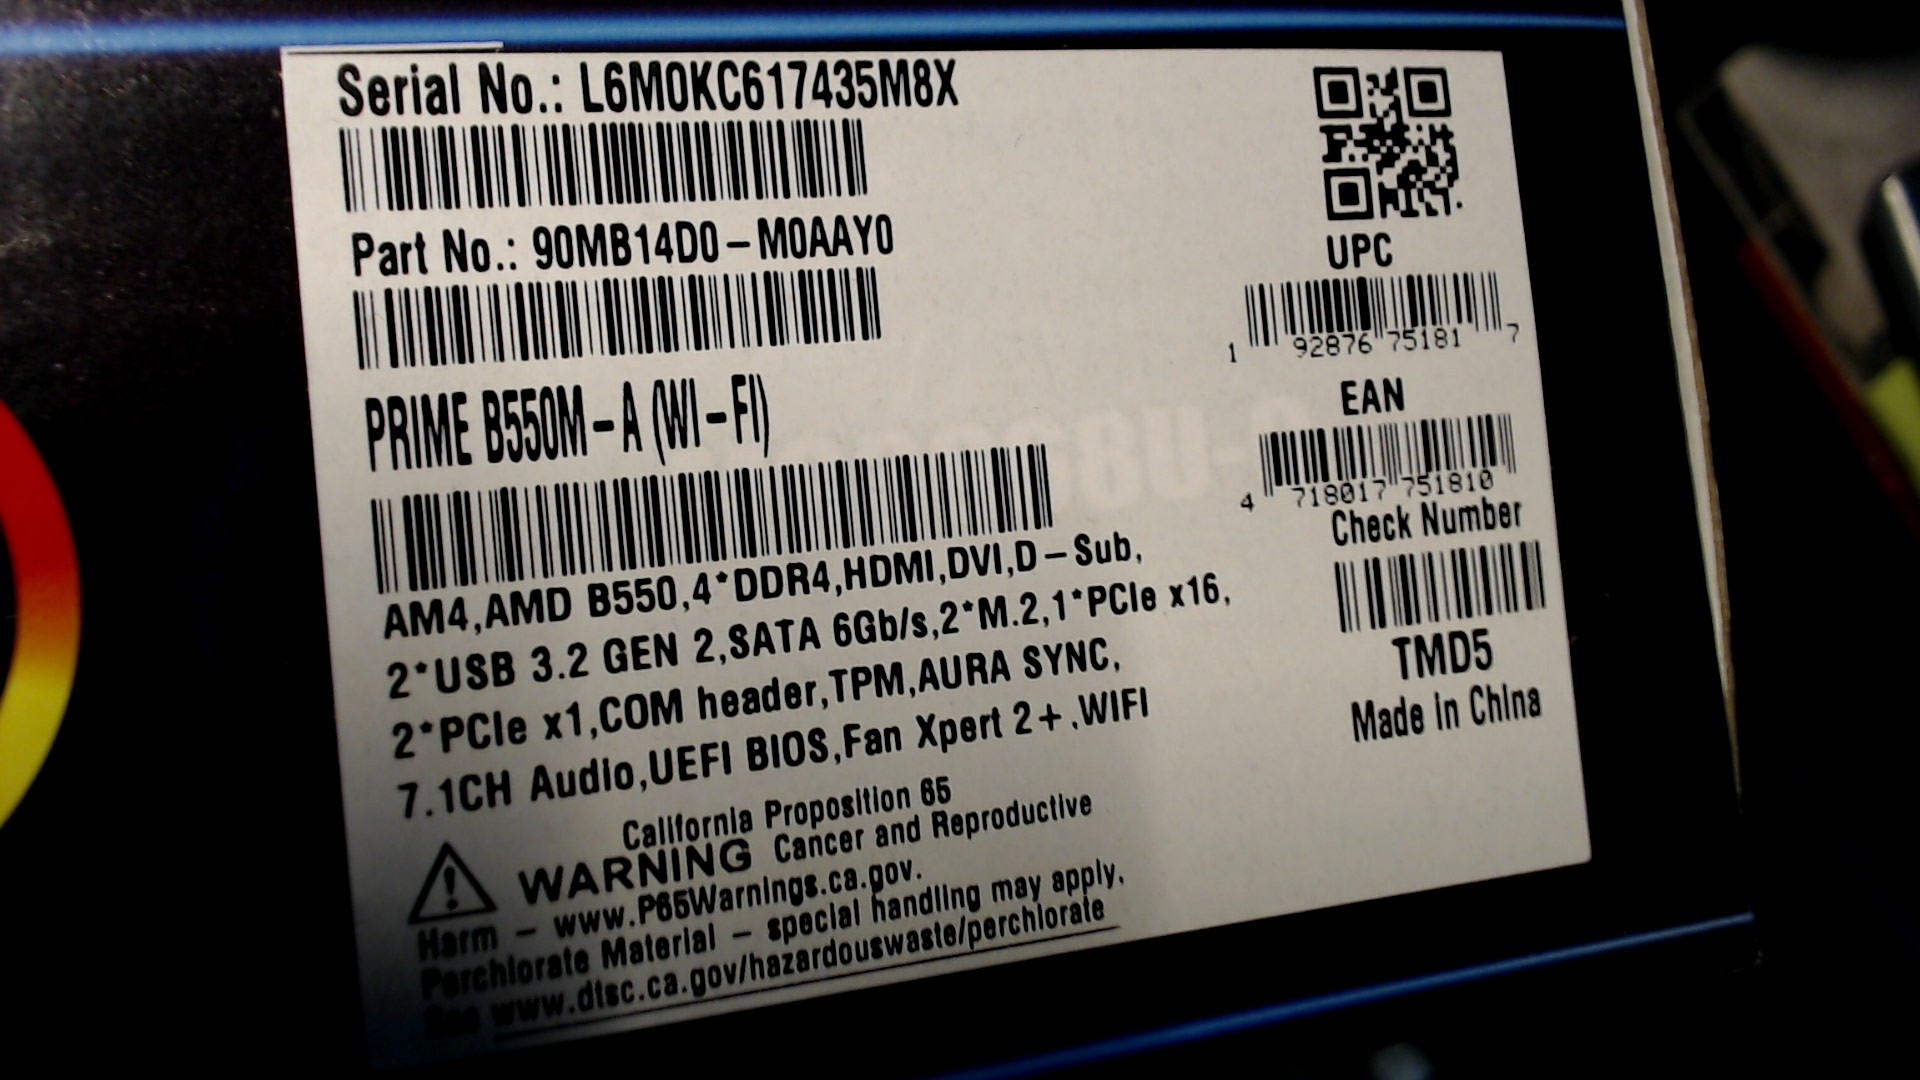 Serial No.: L6M0KC617435M8X
Part No.: 90MB14D0-M0AAY0
PRIME B550M-A (WI-FI)
AM4,AMD B550,4*DDR4,HDMI,DVI,D-Sub,
2*USB 3.2 GEN 2,SATA 6Gb/s,2*M.2,1*PCIe x16,
2*PCIe x1,COM header,TPM,AURA SYNC,
7.1CH Audio,UEFI BIOS,Fan Xpert 2+,WIFI
California Proposition 65
WARNING Cancer and Reproductive
Harm - www.P65Warnings.ca.gov.
Perchlorate Material - special handling may apply.
See www.dtsc.ca.gov/hazardouswaste/perchlorate
UPC
1 92876 75181 7
EAN
4 718017 751810
Check Number
TMD5
Made in China